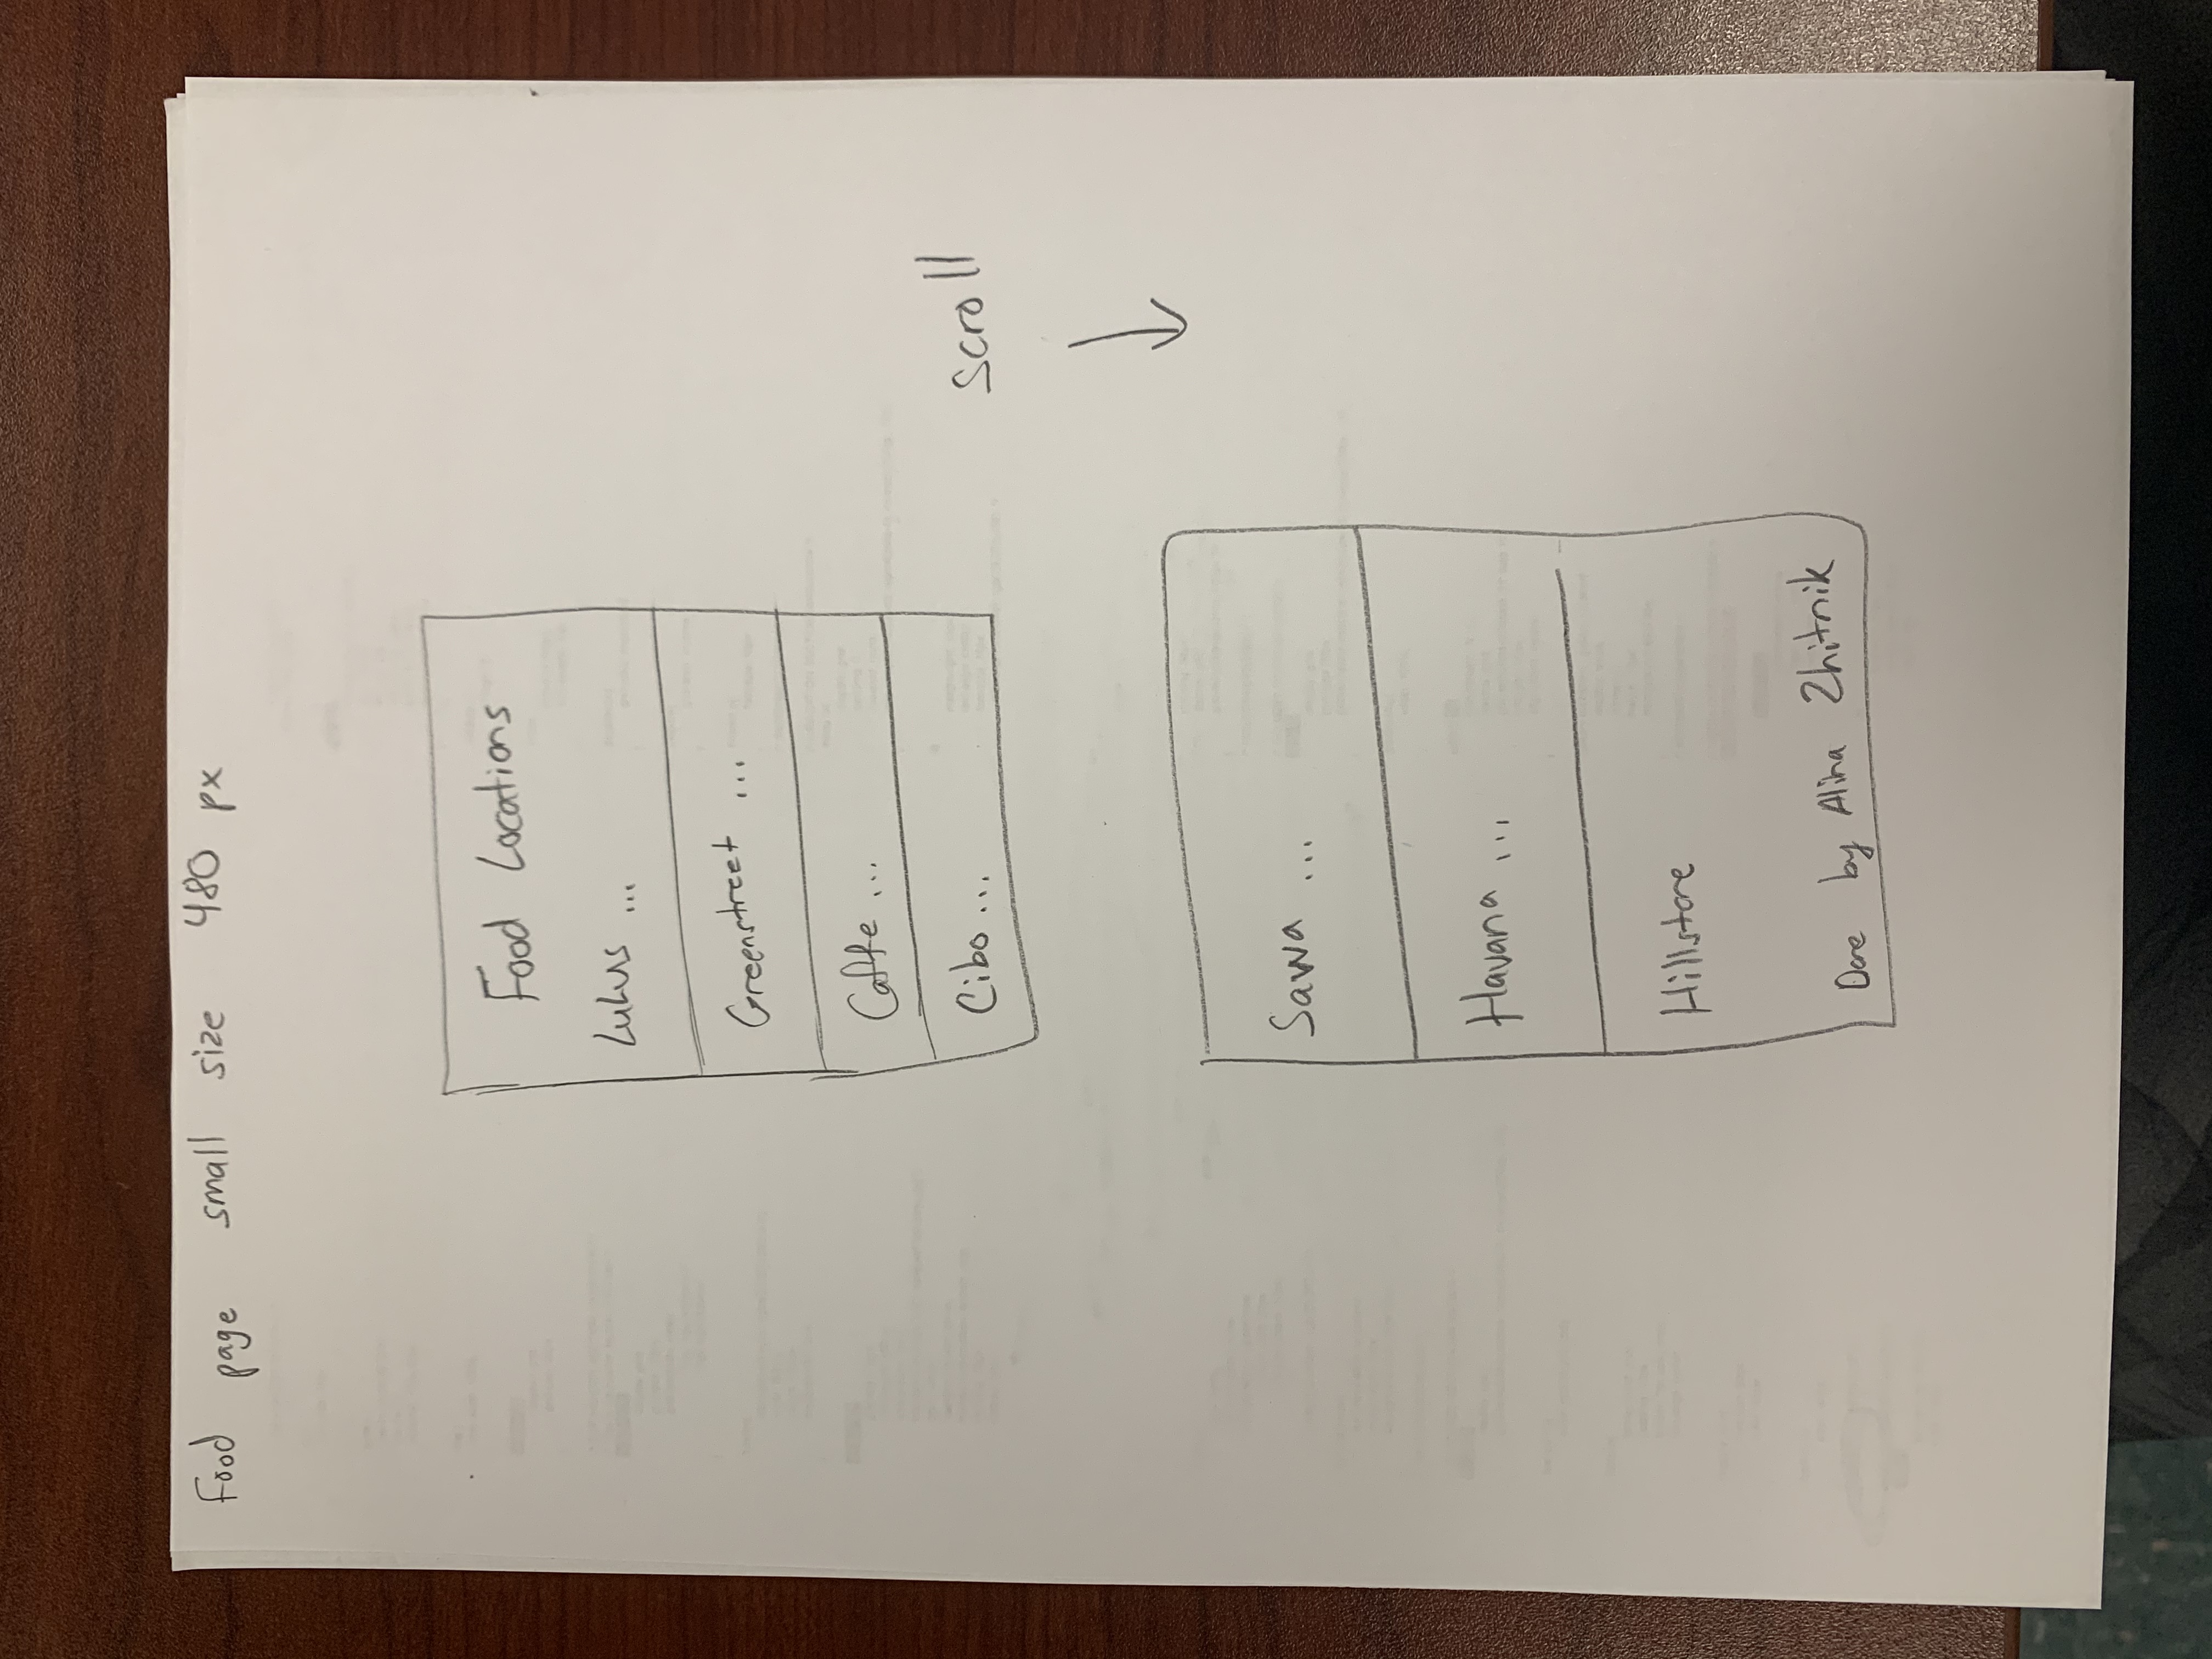 Food page small size 480 px
Food Locations
Lulus ...
Greenstreet ...
Caffe ...
Cibo ...
scroll
Sawa ...
Havana ...
Hillstore
Done by Alina Zhitnik